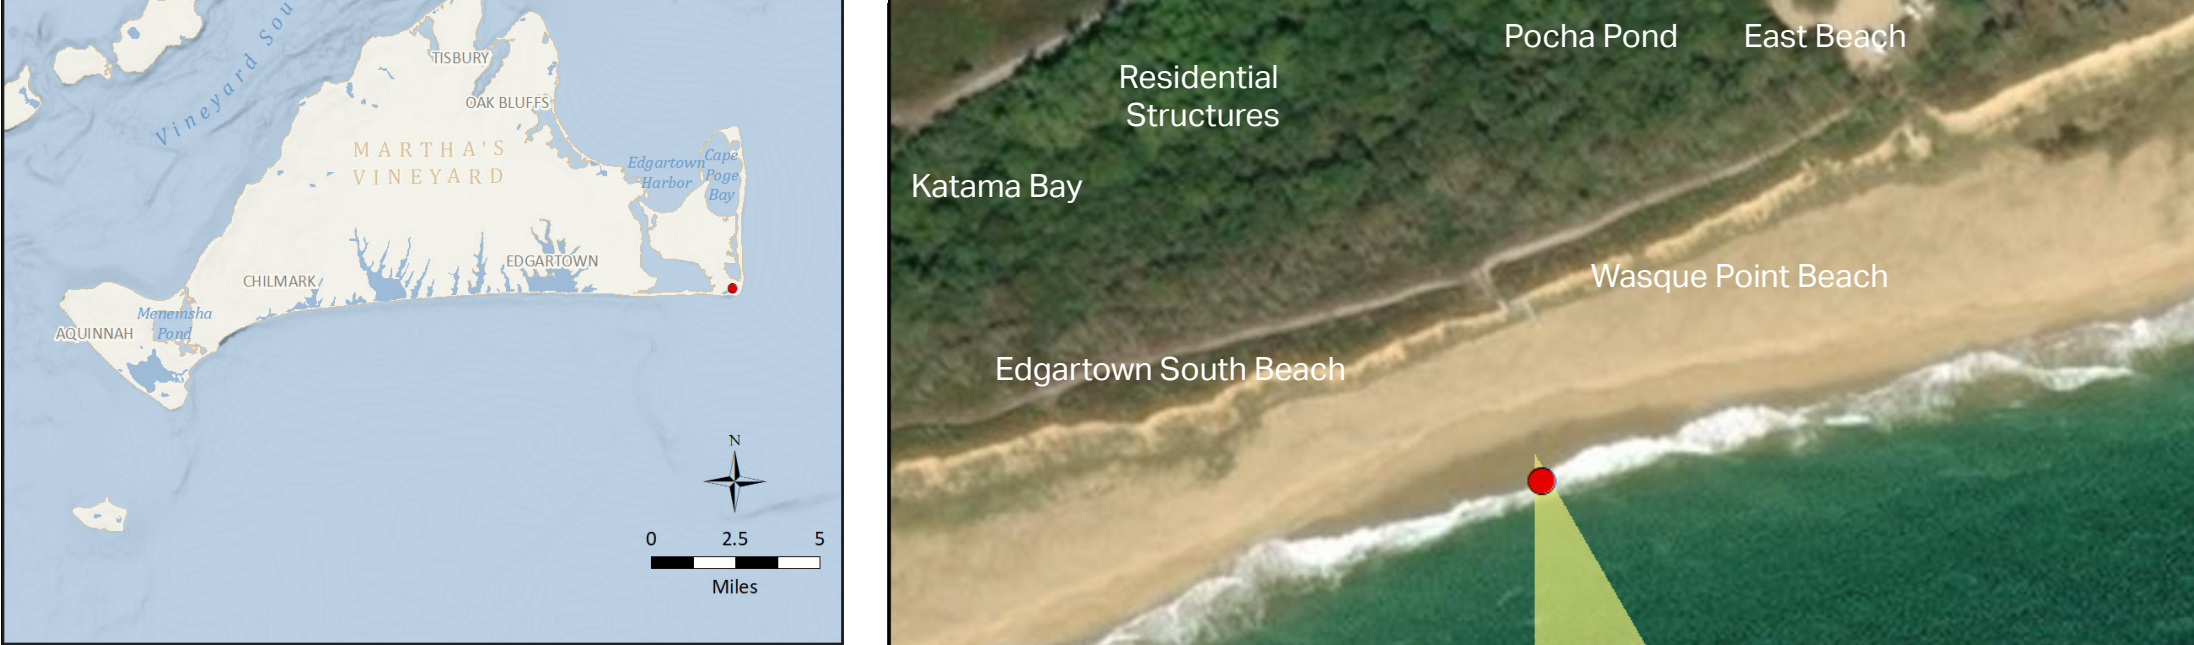 Vineyard Sou
TISBURY
OAK BLUFFS
MARTHA'S
VINEYARD
Edgartown
Harbor
Cape
Poge
Bay
EDGARTOWN
CHILMARK
Menemsha
Pond
AQUINNAH
N
0 2.5 5
Miles
Pocha Pond
East Beach
Residential
Structures
Katama Bay
Wasque Point Beach
Edgartown South Beach